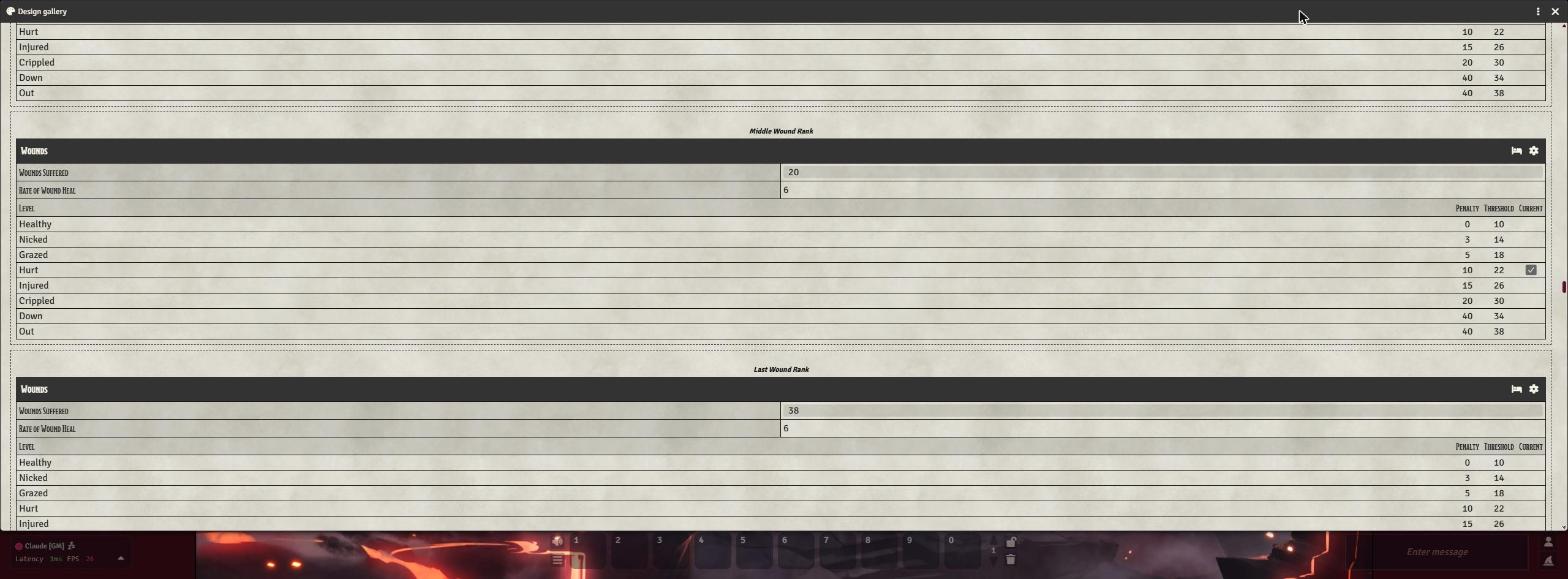 Design gallery
Hurt 10 22
Injured 15 26
Crippled 20 30
Down 40 34
Out 40 38
Middle Wound Rank
Wounds
Wounds Suffered 20
Rate of Wound Heal 6
Level Penalty Threshold Current
Healthy 0 10
Nicked 3 14
Grazed 5 18
Hurt 10 22
Injured 15 26
Crippled 20 30
Down 40 34
Out 40 38
Last Wound Rank
Wounds
Wounds Suffered 38
Rate of Wound Heal 6
Level Penalty Threshold Current
Healthy 0 10
Nicked 3 14
Grazed 5 18
Hurt 10 22
Injured 15 26
Claude [GM]
Latency 3ms FPS 26
1 2 3 4 5 6 7 8 9 0
1
Enter message